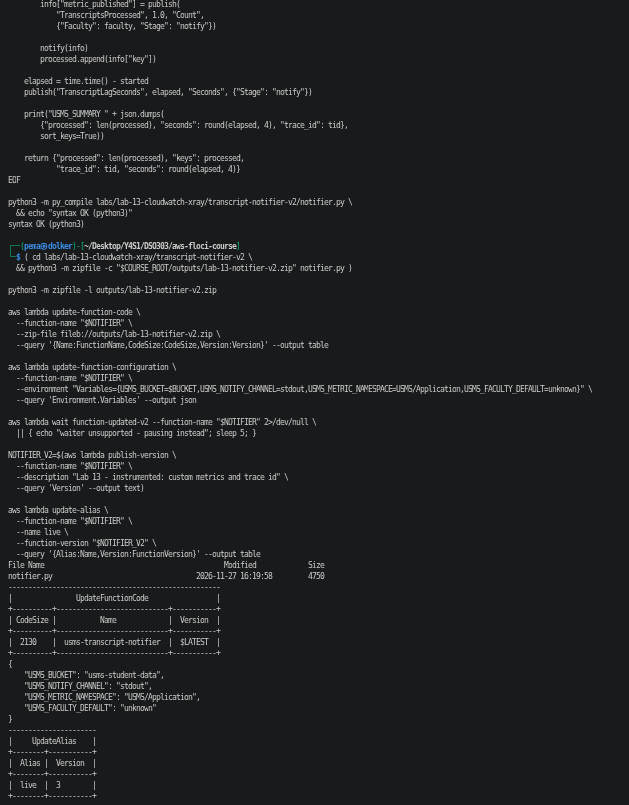 info["metric_published"] = publish(
            "TranscriptsProcessed", 1.0, "Count",
            {"Faculty": faculty, "Stage": "notify"})

        notify(info)
        processed.append(info["key"])

    elapsed = time.time() - started
    publish("TranscriptLagSeconds", elapsed, "Seconds", {"Stage": "notify"})

    print("USMS_SUMMARY " + json.dumps(
        {"processed": len(processed), "seconds": round(elapsed, 4), "trace_id": tid},
        sort_keys=True))

    return {"processed": len(processed), "keys": processed,
            "trace_id": tid, "seconds": round(elapsed, 4)}
EOF

python3 -m py_compile labs/lab-13-cloudwatch-xray/transcript-notifier-v2/notifier.py \
  && echo "syntax OK (python3)"
syntax OK (python3)

┌──(pema㉿dolker)-[~/Desktop/Y4S1/DSO303/aws-floci-course]
└─$ ( cd labs/lab-13-cloudwatch-xray/transcript-notifier-v2 \
  && python3 -m zipfile -c "$COURSE_ROOT/outputs/lab-13-notifier-v2.zip" notifier.py )

python3 -m zipfile -l outputs/lab-13-notifier-v2.zip

aws lambda update-function-code \
  --function-name "$NOTIFIER" \
  --zip-file fileb://outputs/lab-13-notifier-v2.zip \
  --query '{Name:FunctionName,CodeSize:CodeSize,Version:Version}' --output table

aws lambda update-function-configuration \
  --function-name "$NOTIFIER" \
  --environment "Variables={USMS_BUCKET=$BUCKET,USMS_NOTIFY_CHANNEL=stdout,USMS_METRIC_NAMESPACE=USMS/Application,USMS_FACULTY_DEFAULT=unknown}" \
  --query 'Environment.Variables' --output json

aws lambda wait function-updated-v2 --function-name "$NOTIFIER" 2>/dev/null \
  || { echo "waiter unsupported - pausing instead"; sleep 5; }

NOTIFIER_V2=$(aws lambda publish-version \
  --function-name "$NOTIFIER" \
  --description "Lab 13 - instrumented: custom metrics and trace id" \
  --query 'Version' --output text)

aws lambda update-alias \
  --function-name "$NOTIFIER" \
  --name live \
  --function-version "$NOTIFIER_V2" \
  --query '{Alias:Name,Version:FunctionVersion}' --output table
File Name                                             Modified             Size
notifier.py                                    2026-11-27 16:19:58         4750
-----------------------------------------------------
|                UpdateFunctionCode                 |
+----------+----------------------------+-----------+
| CodeSize |           Name             |  Version  |
+----------+----------------------------+-----------+
|  2130    |  usms-transcript-notifier  |  $LATEST  |
+----------+----------------------------+-----------+
{
    "USMS_BUCKET": "usms-student-data",
    "USMS_NOTIFY_CHANNEL": "stdout",
    "USMS_METRIC_NAMESPACE": "USMS/Application",
    "USMS_FACULTY_DEFAULT": "unknown"
}
----------------------
|     UpdateAlias    |
+--------+-----------+
|  Alias |  Version  |
+--------+-----------+
|  live  |  3        |
+--------+-----------+